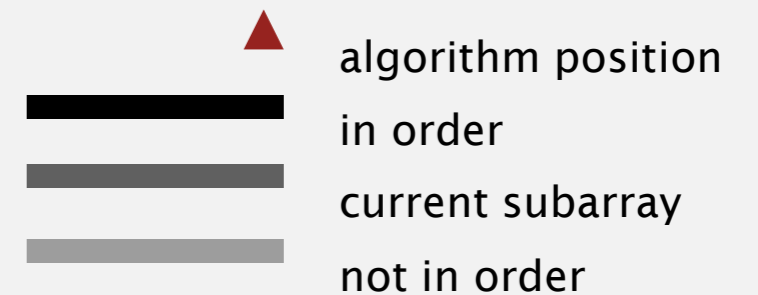 algorithm position
in order
current subarray
not in order